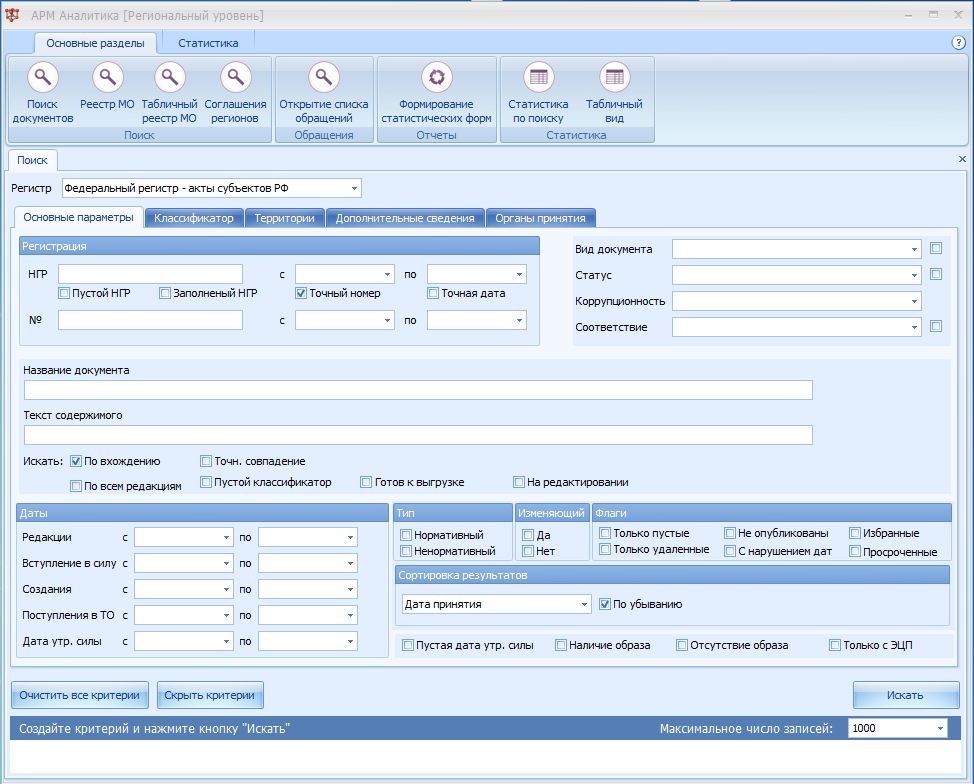 АРМ Аналитика [Региональный уровень]
Основные разделы Статистика ?
Поиск документов Реестр МО Табличный реестр МО Соглашения регионов Открытие списка обращений Формирование статистических форм Статистика по поиску Табличный вид
Поиск Обращения Отчеты Статистика
Поиск
Регистр Федеральный регистр - акты субъектов РФ
Основные параметры Классификатор Территории Дополнительные сведения Органы принятия
Регистрация
НГР с по
Пустой НГР Заполненый НГР Точный номер Точная дата
№ с по
Вид документа
Статус
Коррупционность
Соответствие
Название документа
Текст содержимого
Искать: По вхождению Точн. совпадение
По всем редакциям Пустой классификатор Готов к выгрузке На редактировании
Даты
Редакции с по
Вступление в силу с по
Создания с по
Поступления в ТО с по
Дата утр. силы с по
Тип
Нормативный
Ненормативный
Изменяющий
Да
Нет
Флаги
Только пустые Не опубликованы Избранные
Только удаленные С нарушением дат Просроченные
Сортировка результатов
Дата принятия По убыванию
Пустая дата утр. силы Наличие образа Отсутствие образа Только с ЭЦП
Очистить все критерии Скрыть критерии Искать
Создайте критерий и нажмите кнопку "Искать" Максимальное число записей: 1000